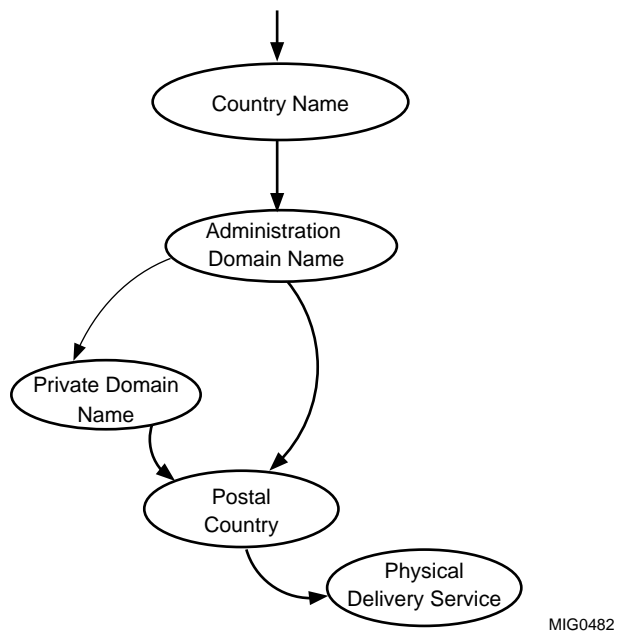 Country Name
Administration
Domain Name
Private Domain
Name
Postal
Country
Physical
Delivery Service
MIG0482